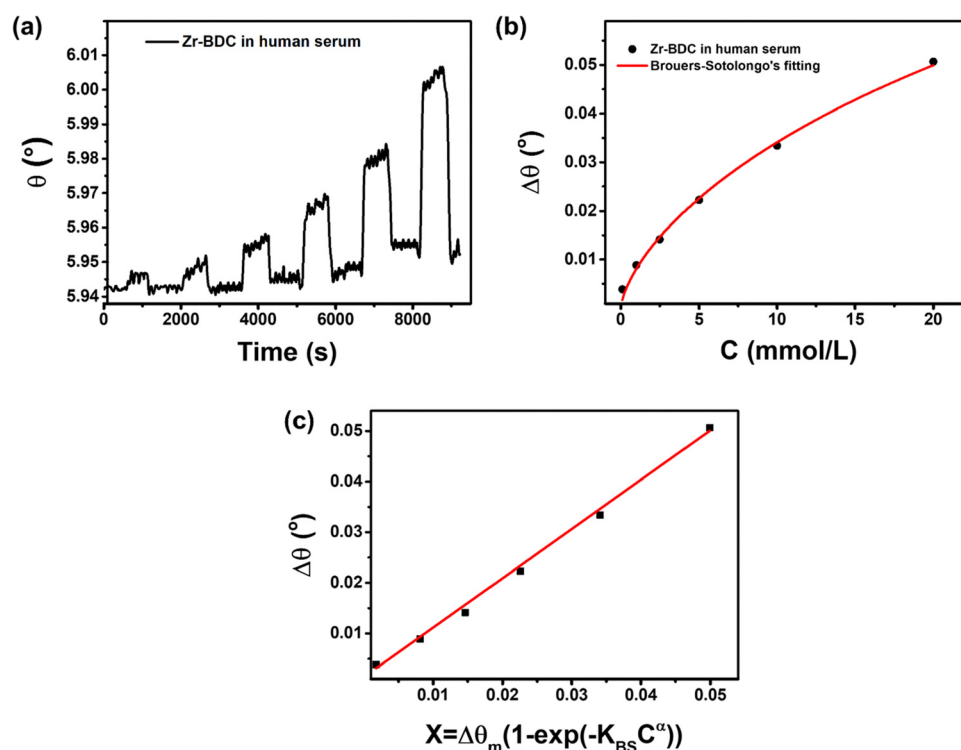 (a)
Zr-BDC in human serum
θ (°)
6.01
6.00
5.99
5.98
5.97
5.96
5.95
5.94
0 2000 4000 6000 8000
Time (s)
(b)
Zr-BDC in human serum
Brouers-Sotolongo's fitting
Δθ (°)
0.05
0.04
0.03
0.02
0.01
0 5 10 15 20
C (mmol/L)
(c)
Δθ (°)
0.05
0.04
0.03
0.02
0.01
0.01 0.02 0.03 0.04 0.05
X=Δθm(1-exp(-KBSCα))